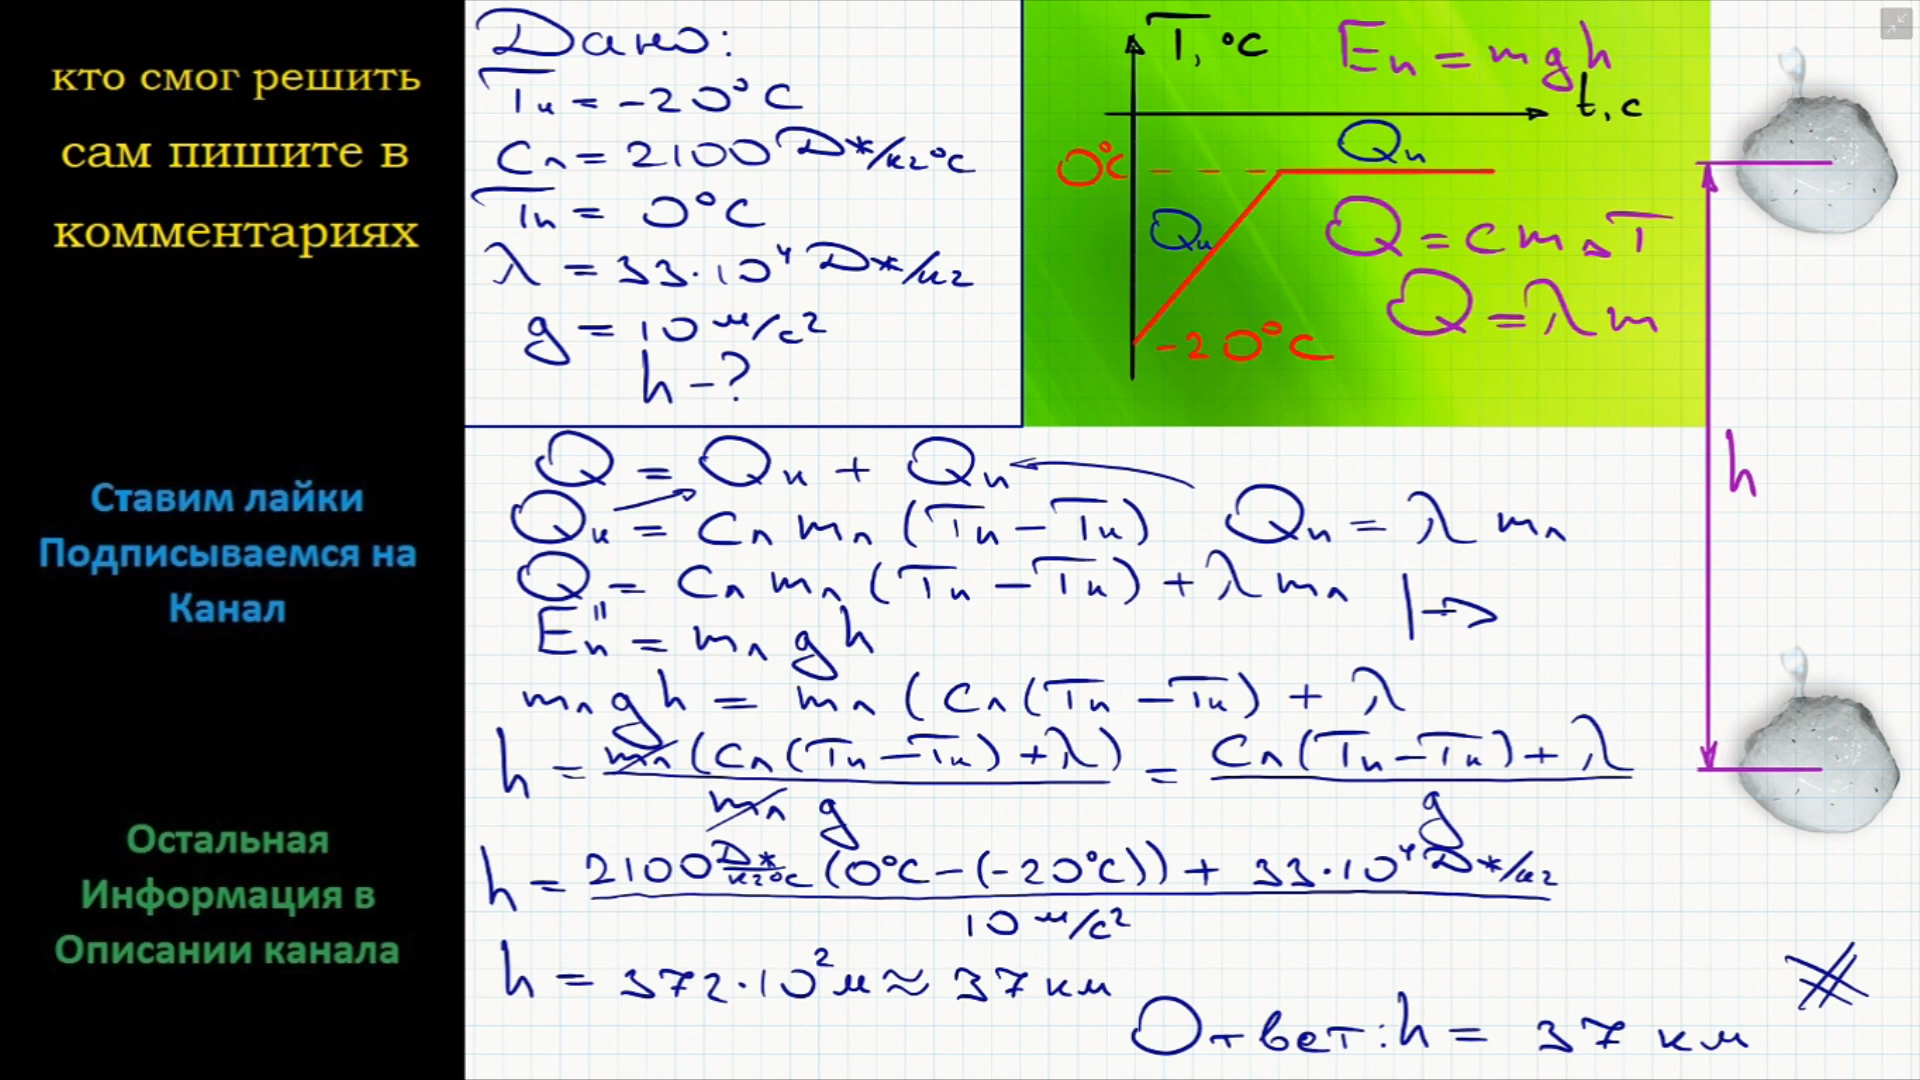 кто смог решить
сам пишите в
комментариях
Ставим лайки
Подписываемся на
Канал
Остальная
Информация в
Описании канала
Дано:
Tн = -20°C
Cл = 2100 Дж/кг°C
Tп = 0°C
λ = 33·10⁴ Дж/кг
g = 10 м/с²
h - ?
T, °C
Eп = mgh
t, c
0°C
Qп
Qн
Q = cmΔT
Q = λm
-20°C
h
Q = Qн + Qп
Qн = Cл mл (Tп - Tн) Qп = λ mл
Q = Cл mл (Tп - Tн) + λ mл
Eп = mл g h
mл g h = mл (Cл (Tп - Tн) + λ
h = mл (Cл (Tп - Tн) + λ) / mл g = Cл (Tп - Tн) + λ / g
h = 2100 Дж/кг°C (0°C - (-20°C)) + 33·10⁴ Дж/кг / 10 м/с²
h = 372·10² м ≈ 37 км
Ответ: h = 37 км